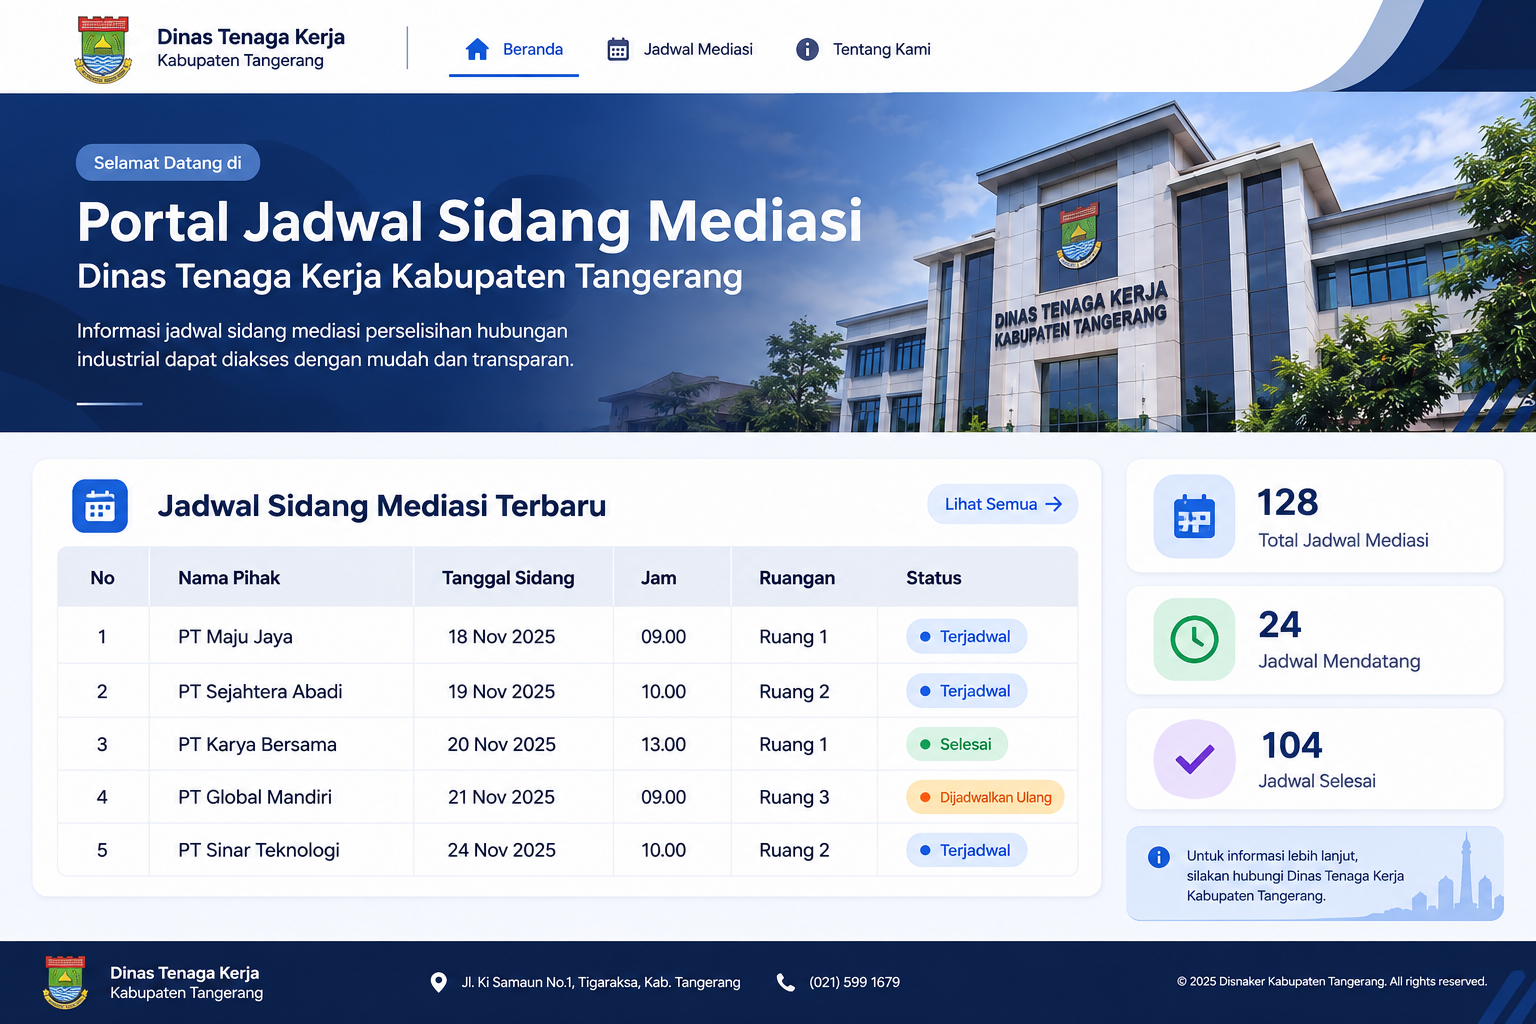 Dinas Tenaga Kerja
Kabupaten Tangerang
Beranda
Jadwal Mediasi
Tentang Kami
Selamat Datang di
Portal Jadwal Sidang Mediasi
Dinas Tenaga Kerja Kabupaten Tangerang
Informasi jadwal sidang mediasi perselisihan hubungan
industrial dapat diakses dengan mudah dan transparan.
DINAS TENAGA KERJA
KABUPATEN TANGERANG
Jadwal Sidang Mediasi Terbaru
Lihat Semua →
No Nama Pihak Tanggal Sidang Jam Ruangan Status
1 PT Maju Jaya 18 Nov 2025 09.00 Ruang 1 Terjadwal
2 PT Sejahtera Abadi 19 Nov 2025 10.00 Ruang 2 Terjadwal
3 PT Karya Bersama 20 Nov 2025 13.00 Ruang 1 Selesai
4 PT Global Mandiri 21 Nov 2025 09.00 Ruang 3 Dijadwalkan Ulang
5 PT Sinar Teknologi 24 Nov 2025 10.00 Ruang 2 Terjadwal
128
Total Jadwal Mediasi
24
Jadwal Mendatang
104
Jadwal Selesai
Untuk informasi lebih lanjut,
silakan hubungi Dinas Tenaga Kerja
Kabupaten Tangerang.
Dinas Tenaga Kerja
Kabupaten Tangerang
Jl. Ki Samaun No.1, Tigaraksa, Kab. Tangerang
(021) 599 1679
© 2025 Disnaker Kabupaten Tangerang. All rights reserved.